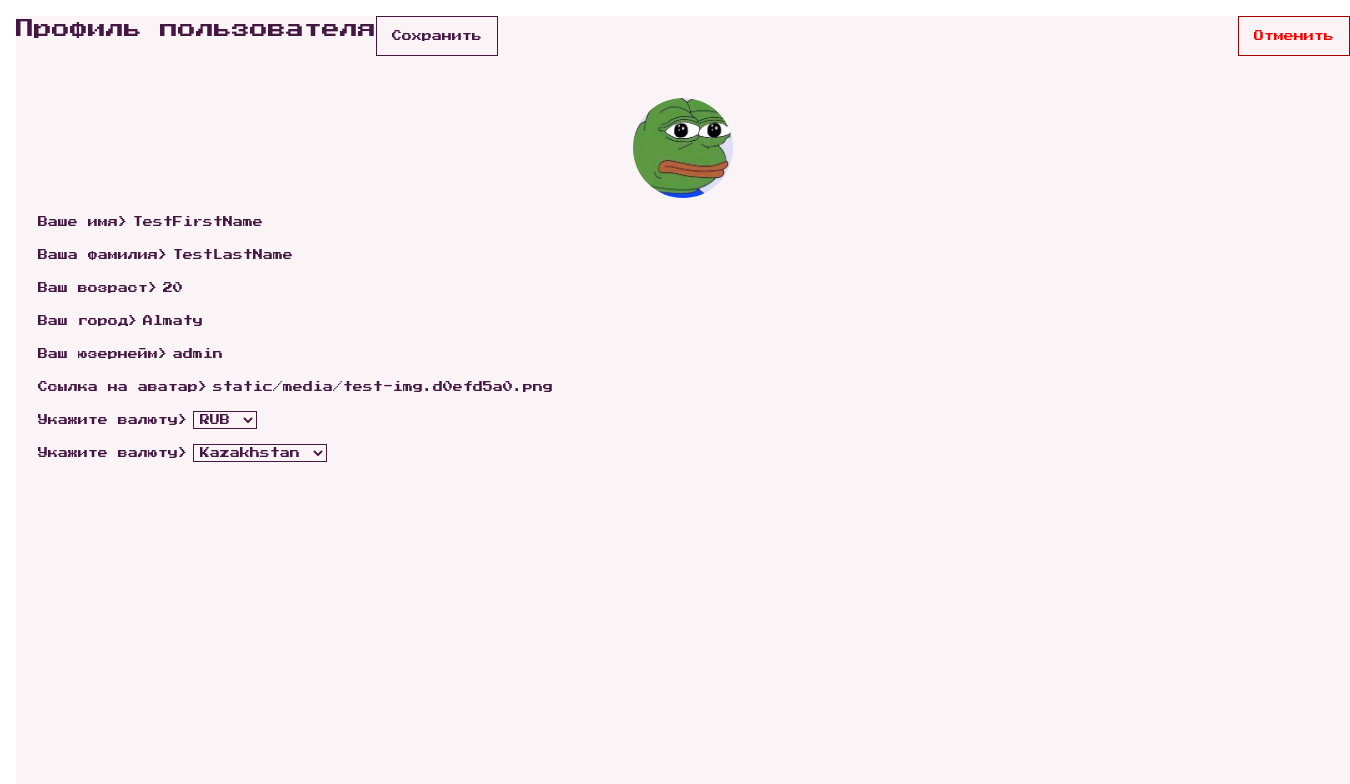 Профиль пользователя Сохранить Отменить
Ваше имя> TestFirstName
Ваша фамилия> TestLastName
Ваш возраст> 20
Ваш город> Almaty
Ваш юзернейм> admin
Ссылка на аватар> static/media/test-img.d0efd5a0.png
Укажите валюту> RUB
Укажите валюту> Kazakhstan